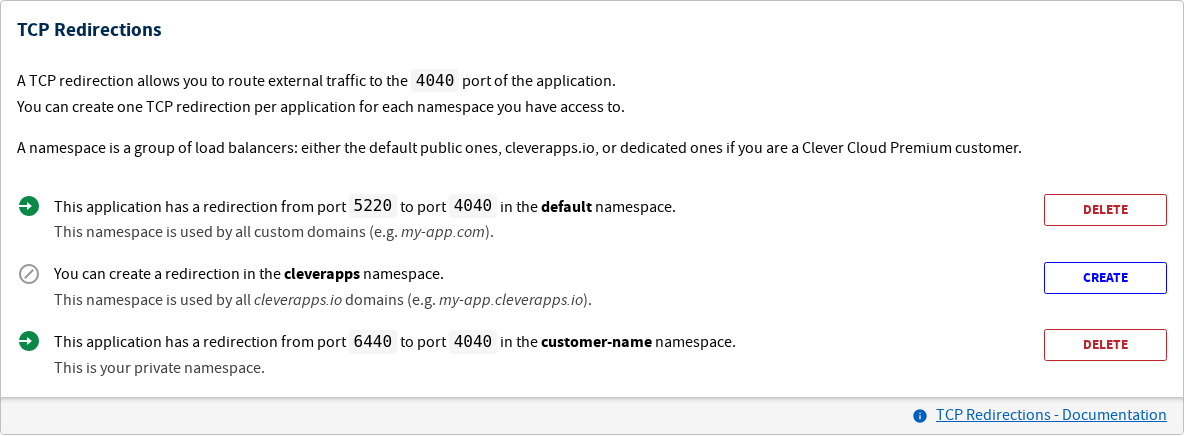 TCP Redirections
A TCP redirection allows you to route external traffic to the 4040 port of the application.
You can create one TCP redirection per application for each namespace you have access to.
A namespace is a group of load balancers: either the default public ones, cleverapps.io, or dedicated ones if you are a Clever Cloud Premium customer.
This application has a redirection from port 5220 to port 4040 in the default namespace.
This namespace is used by all custom domains (e.g. my-app.com).
DELETE
You can create a redirection in the cleverapps namespace.
This namespace is used by all cleverapps.io domains (e.g. my-app.cleverapps.io).
CREATE
This application has a redirection from port 6440 to port 4040 in the customer-name namespace.
This is your private namespace.
DELETE
TCP Redirections - Documentation